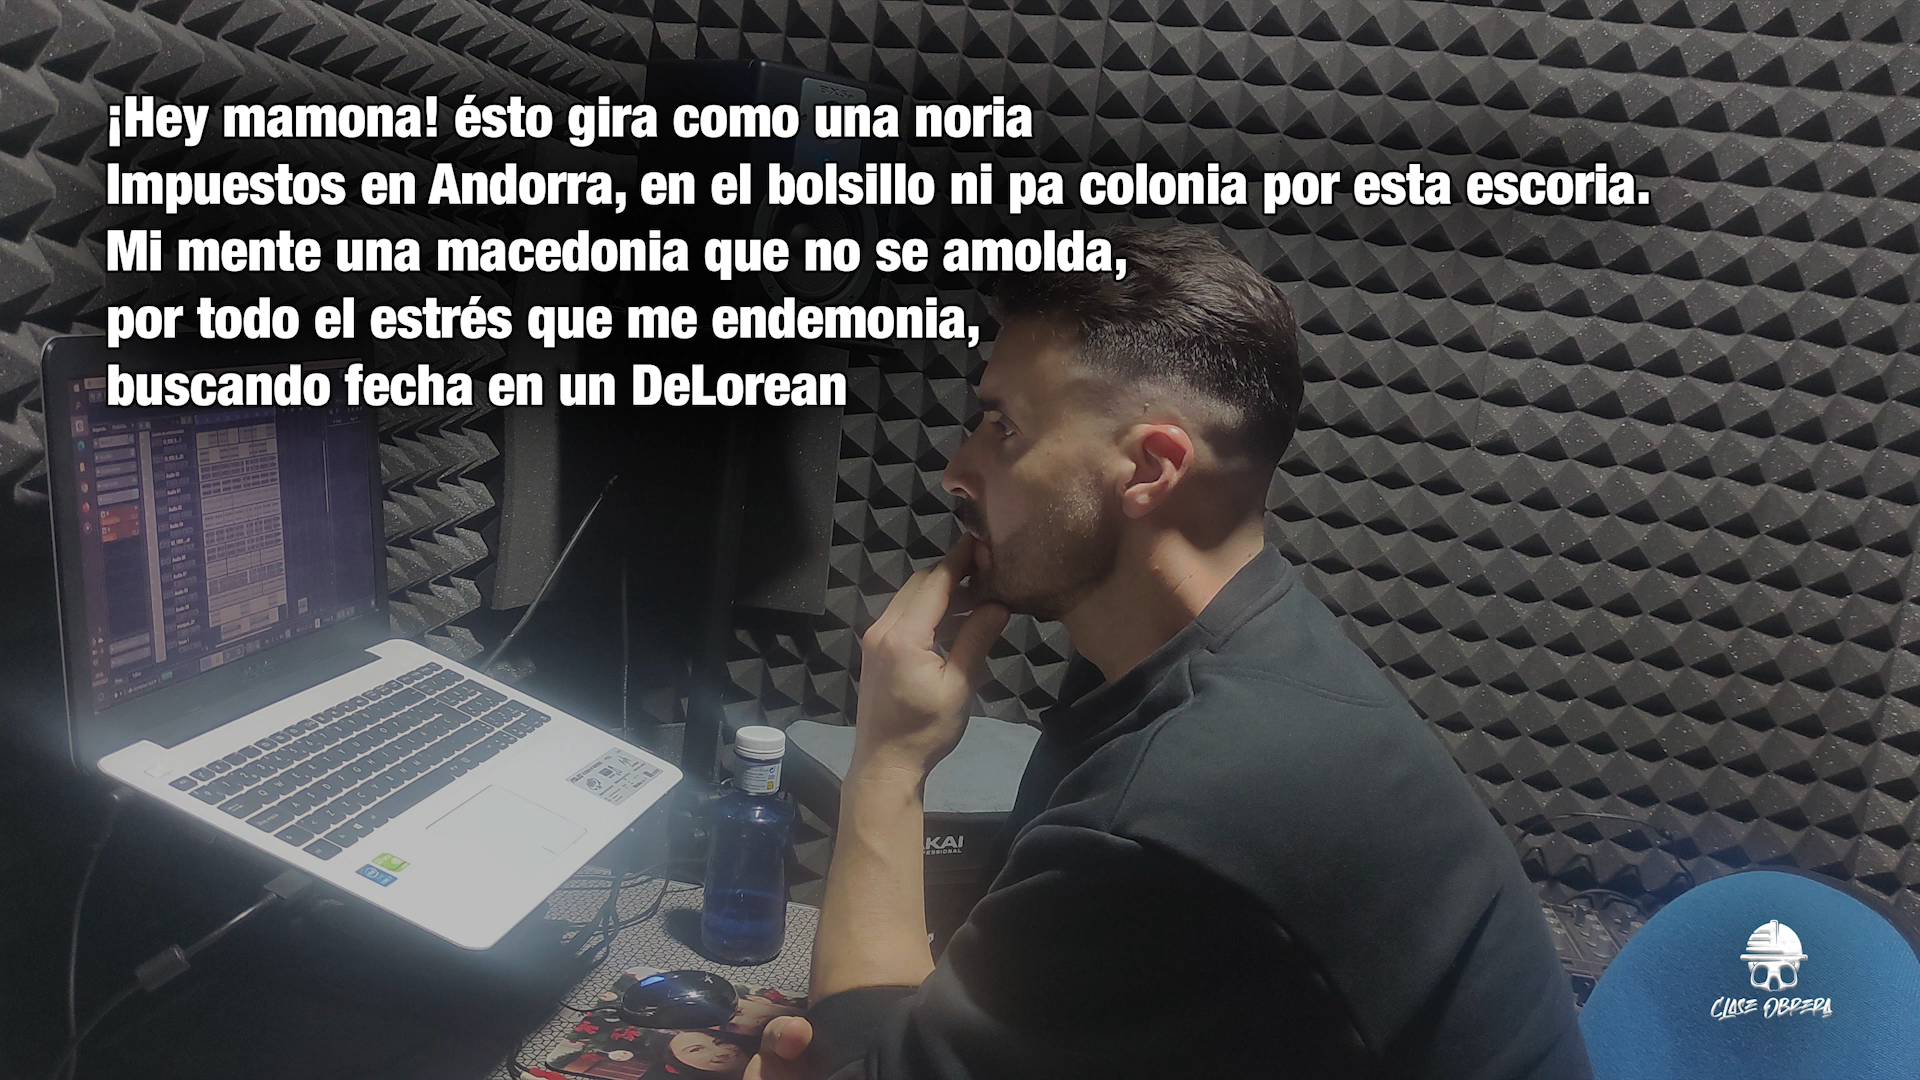 ¡Hey mamona! ésto gira como una noria
Impuestos en Andorra, en el bolsillo ni pa colonia por esta escoria.
Mi mente una macedonia que no se amolda,
por todo el estrés que me endemonia,
buscando fecha en un DeLorean
KAI
CLASE OBRERA